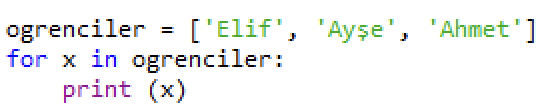 ogrenciler = ['Elif', 'Ayşe', 'Ahmet']
for x in ogrenciler:
    print (x)